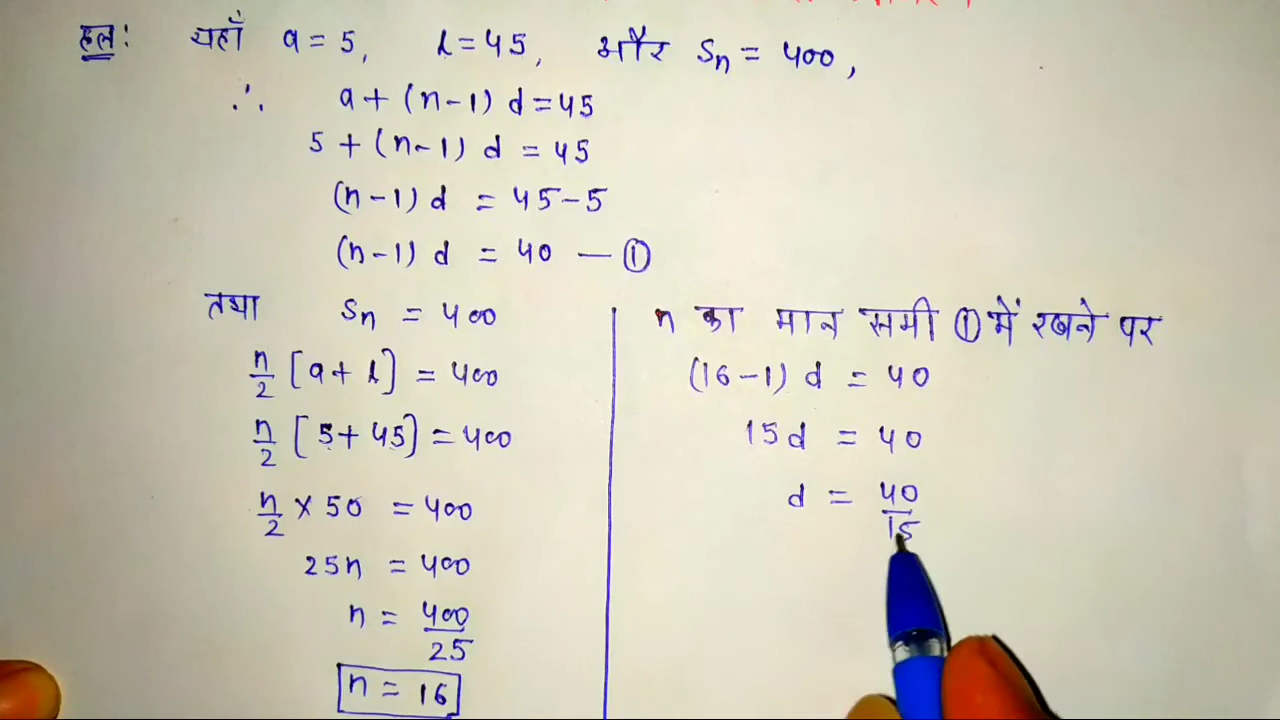 हल: यहाँ a = 5, l = 45, और Sn = 400,
∴ a + (n-1) d = 45
5 + (n-1) d = 45
(n-1) d = 45-5
(n-1) d = 40 — ①
तथा Sn = 400
n/2 [a + l] = 400
n/2 [5 + 45] = 400
n/2 × 50 = 400
25n = 400
n = 400/25
n = 16
n का मान समी ① में रखने पर
(16-1) d = 40
15d = 40
d = 40/15